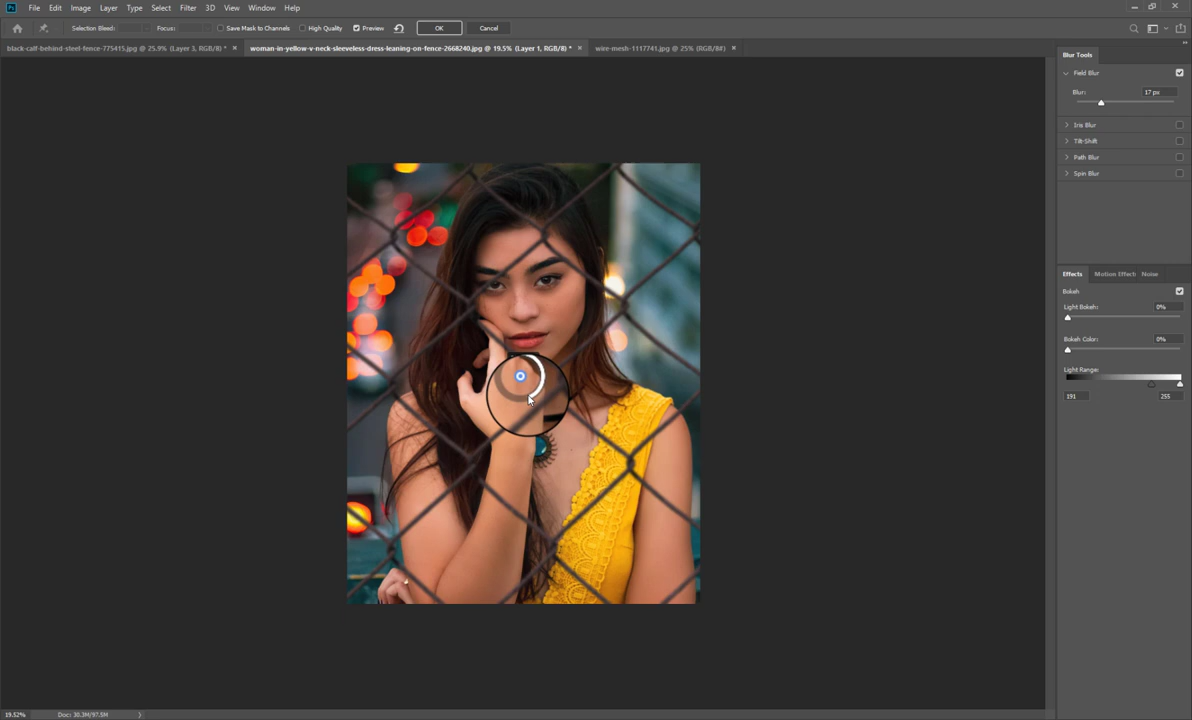 Ps File Edit Image Layer Type Select Filter 3D View Window Help
Selection Bleed: Focus: Save Mask to Channels High Quality Preview OK Cancel
black-calf-behind-steel-fence-775415.jpg @ 25.9% (Layer 3, RGB/8) * × woman-in-yellow-v-neck-sleeveless-dress-leaning-on-fence-2668240.jpg @ 19.5% (Layer 1, RGB/8) * × wire-mesh-1117741.jpg @ 25% (RGB/8#) ×
Blur Tools
Field Blur
Blur: 17 px
Iris Blur
Tilt-Shift
Path Blur
Spin Blur
Effects Motion Effect Noise
Bokeh
Light Bokeh: 0%
Bokeh Color: 0%
Light Range:
191 255
19.52% Doc: 30.3M/97.5M